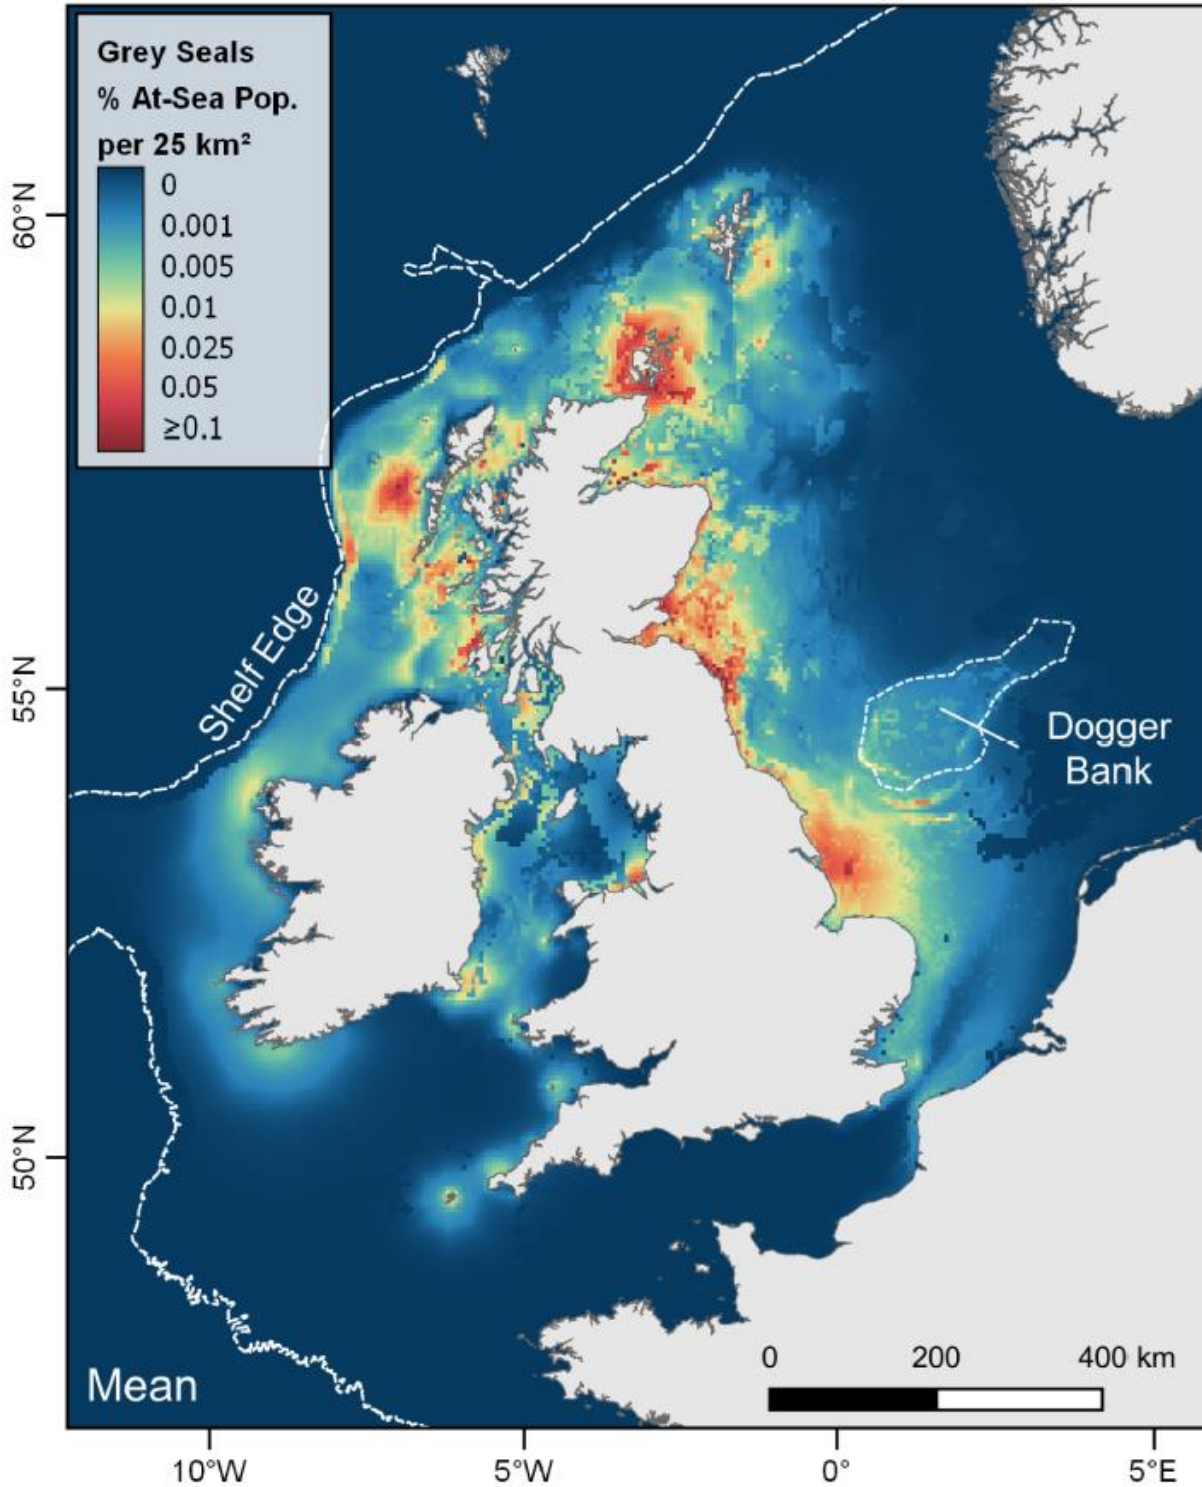 Grey Seals
% At-Sea Pop.
per 25 km²
0
0.001
0.005
0.01
0.025
0.05
≥0.1
60°N
55°N
50°N
Shelf Edge
Dogger
Bank
Mean
0 200 400 km
10°W 5°W 0° 5°E